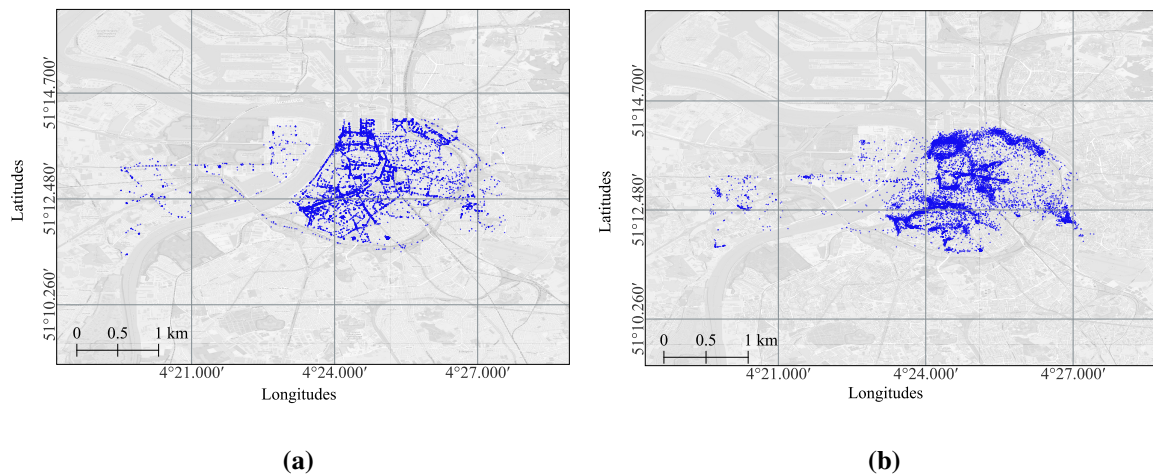 51°14.700′
51°12.480′
51°10.260′
Latitudes
0 0.5 1 km
4°21.000′ 4°24.000′ 4°27.000′
Longitudes
(a)
51°14.700′
51°12.480′
51°10.260′
Latitudes
0 0.5 1 km
4°21.000′ 4°24.000′ 4°27.000′
Longitudes
(b)